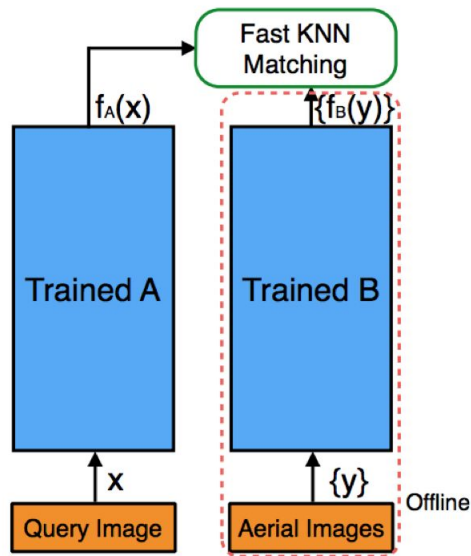 Fast KNN
Matching
fA(x)
{fB(y)}
Trained A
Trained B
x
{y}
Offline
Query Image
Aerial Images